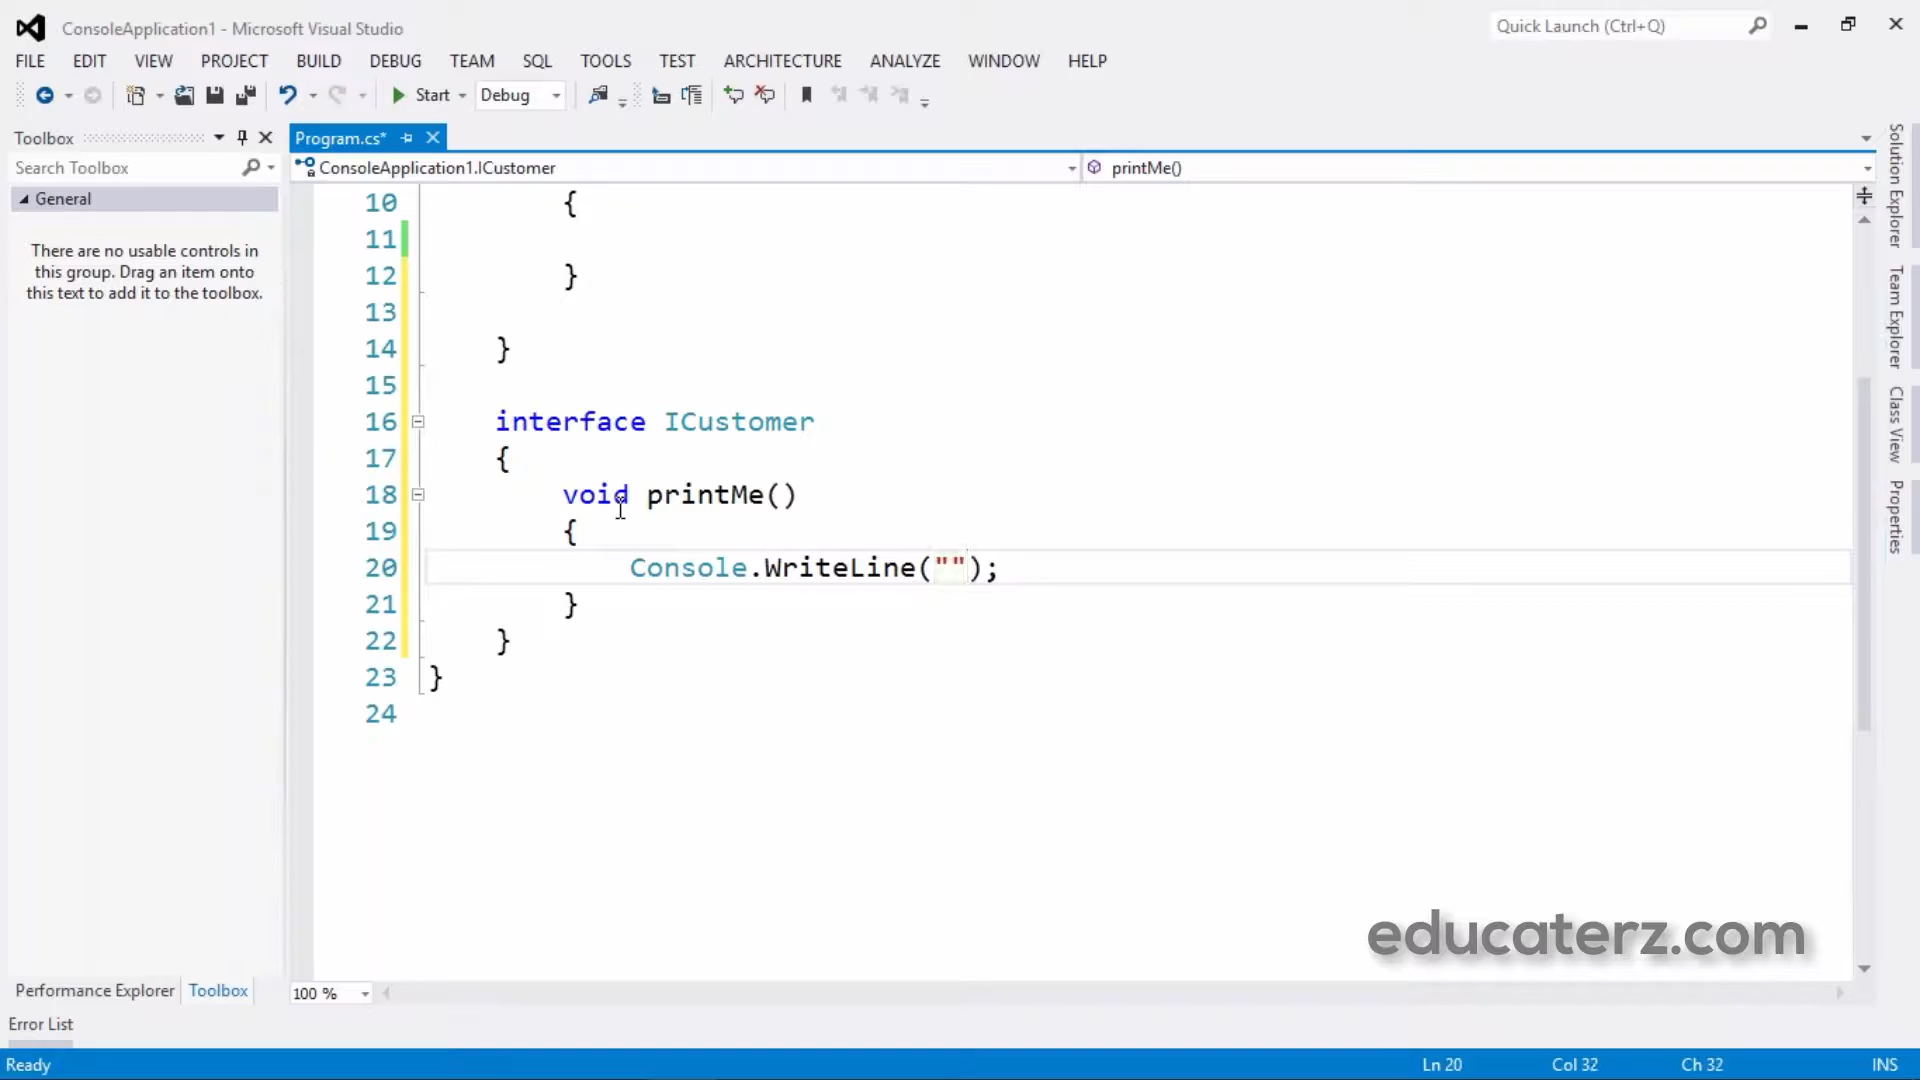 ConsoleApplication1 - Microsoft Visual Studio
Quick Launch (Ctrl+Q)
FILE EDIT VIEW PROJECT BUILD DEBUG TEAM SQL TOOLS TEST ARCHITECTURE ANALYZE WINDOW HELP
Start Debug
Toolbox
Program.cs*
Search Toolbox
ConsoleApplication1.ICustomer
printMe()
General
There are no usable controls in
this group. Drag an item onto
this text to add it to the toolbox.
10 {
11
12 }
13
14 }
15
16 interface ICustomer
17 {
18 void printMe()
19 {
20 Console.WriteLine("");
21 }
22 }
23 }
24
Solution Explorer
Team Explorer
Class View
Properties
educaterz.com
Performance Explorer Toolbox
100 %
Error List
Ready
Ln 20 Col 32 Ch 32 INS